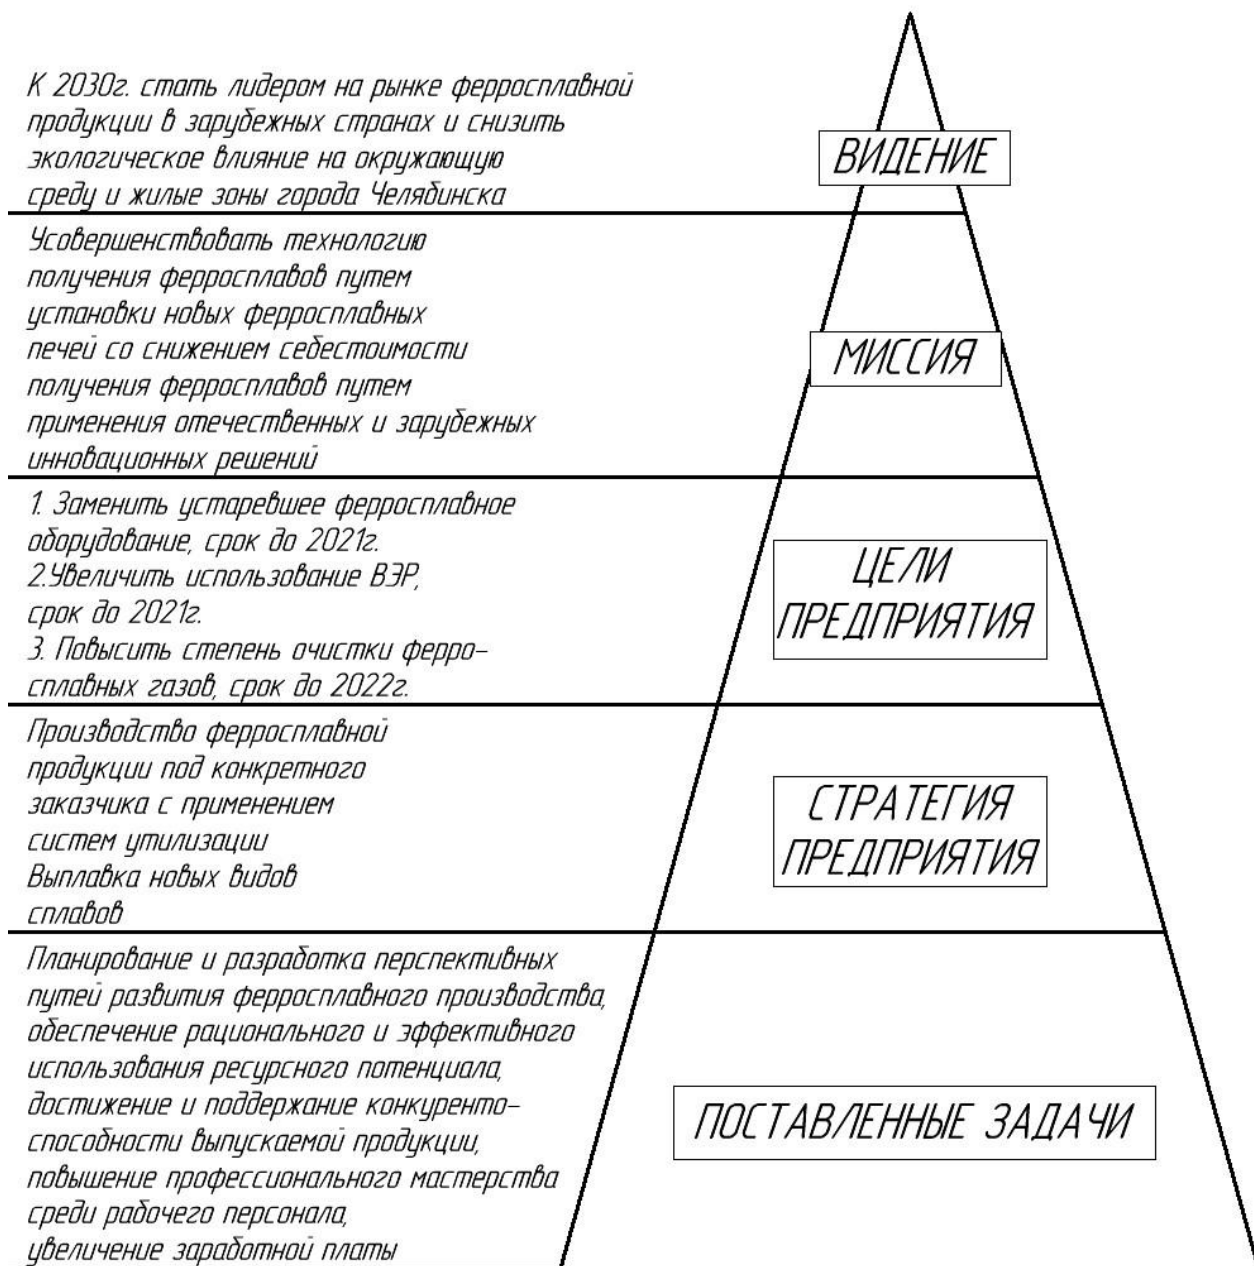 К 2030г. стать лидером на рынке ферросплавной
продукции в зарубежных странах и снизить
экологическое влияние на окружающую
среду и жилые зоны города Челябинска
ВИДЕНИЕ
Усовершенствовать технологию
получения ферросплавов путем
установки новых ферросплавных
печей со снижением себестоимости
получения ферросплавов путем
применения отечественных и зарубежных
инновационных решений
МИССИЯ
1. Заменить устаревшее ферросплавное
оборудование, срок до 2021г.
2.Увеличить использование ВЭР,
срок до 2021г.
3. Повысить степень очистки ферро-
сплавных газов, срок до 2022г.
ЦЕЛИ
ПРЕДПРИЯТИЯ
Производство ферросплавной
продукции под конкретного
заказчика с применением
систем утилизации
Выплавка новых видов
сплавов
СТРАТЕГИЯ
ПРЕДПРИЯТИЯ
Планирование и разработка перспективных
путей развития ферросплавного производства,
обеспечение рационального и эффективного
использования ресурсного потенциала,
достижение и поддержание конкуренто-
способности выпускаемой продукции,
повышение профессионального мастерства
среди рабочего персонала,
увеличение заработной платы
ПОСТАВЛЕННЫЕ ЗАДАЧИ